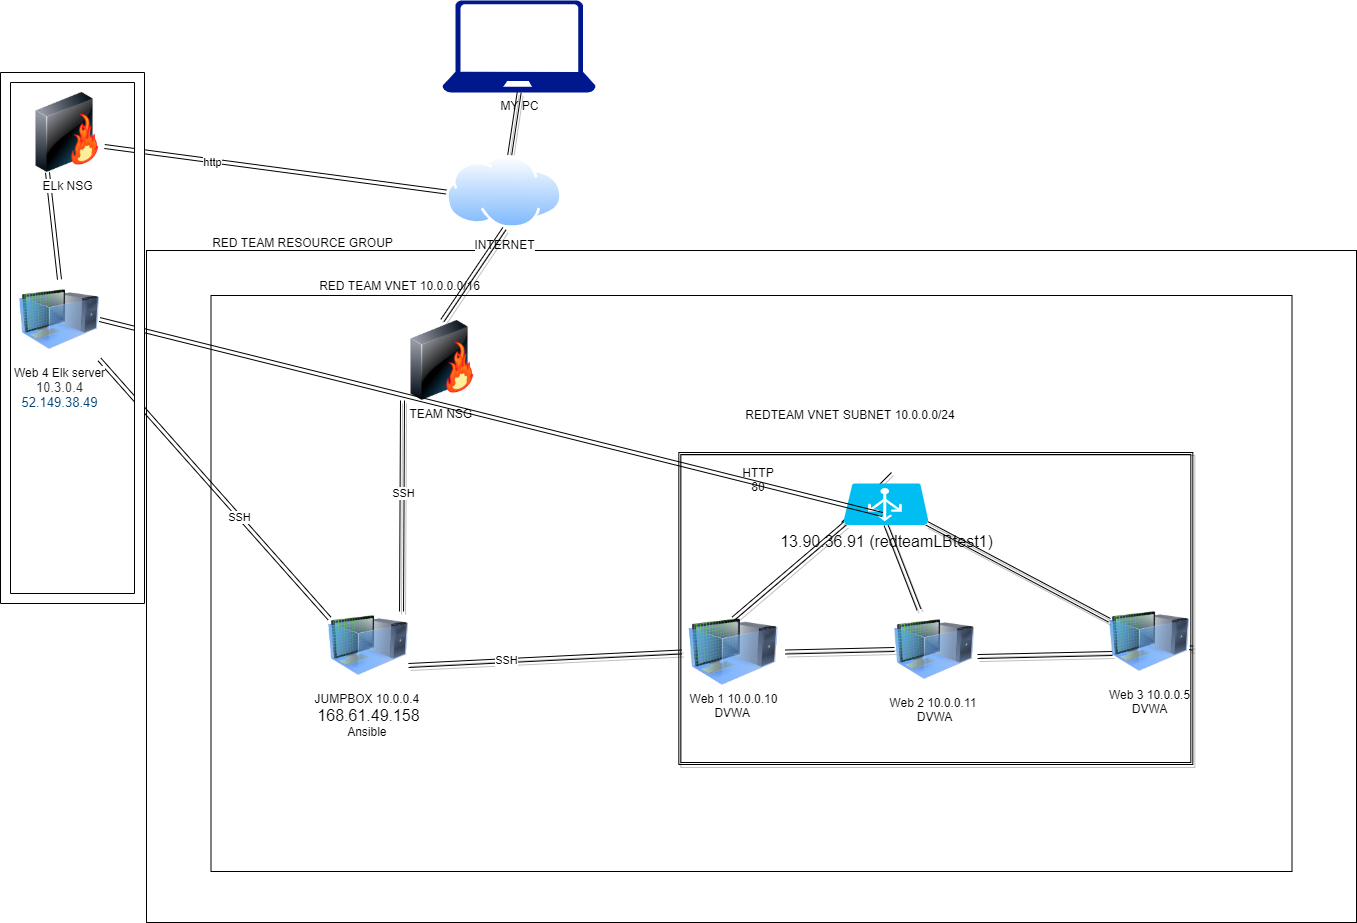 MY PC
http
ELk NSG
INTERNET
RED TEAM RESOURCE GROUP
RED TEAM VNET 10.0.0.0/16
Web 4 Elk server
10.3.0.4
52.149.38.49
TEAM NSG
REDTEAM VNET SUBNET 10.0.0.0/24
HTTP
80
SSH
SSH
13.90.36.91 (redteamLBtest1)
SSH
JUMPBOX 10.0.0.4
168.61.49.158
Ansible
Web 1 10.0.0.10
DVWA
Web 2 10.0.0.11
DVWA
Web 3 10.0.0.5
DVWA